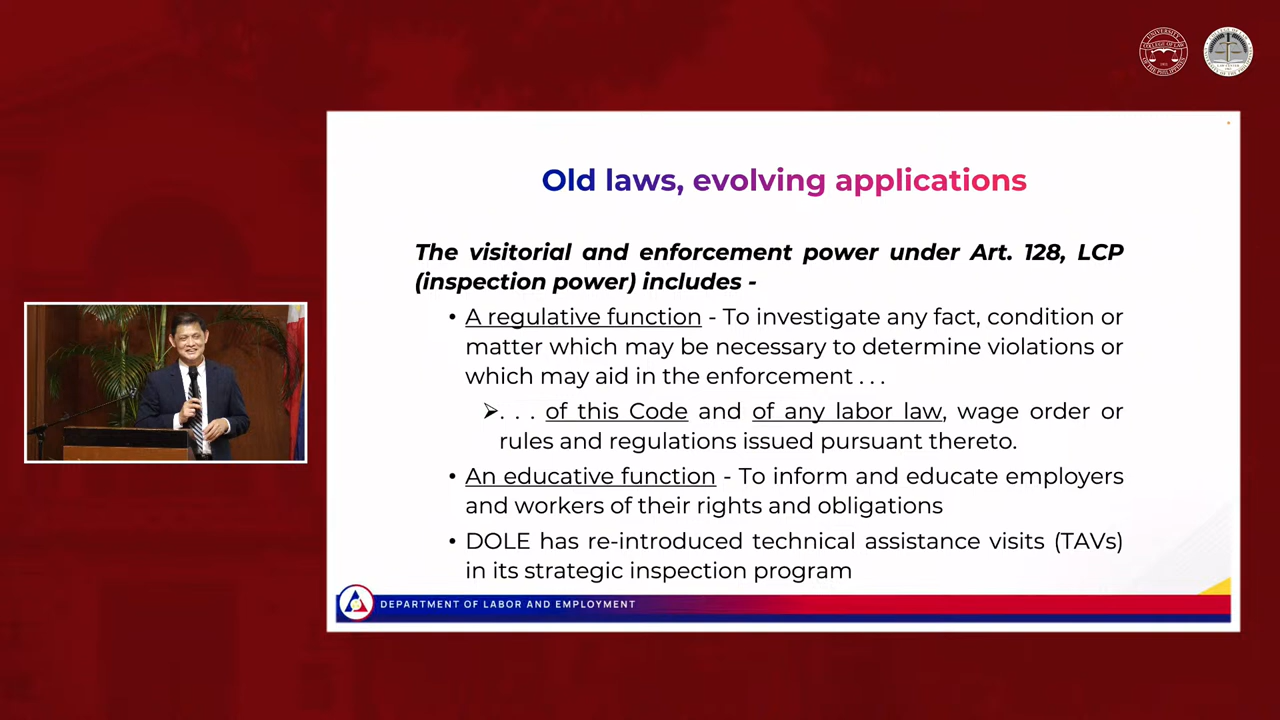 Old laws, evolving applications
The visitorial and enforcement power under Art. 128, LCP
(inspection power) includes -
• A regulative function - To investigate any fact, condition or
matter which may be necessary to determine violations or
which may aid in the enforcement . . .
➢. . . of this Code and of any labor law, wage order or
rules and regulations issued pursuant thereto.
• An educative function - To inform and educate employers
and workers of their rights and obligations
• DOLE has re-introduced technical assistance visits (TAVs)
in its strategic inspection program
DEPARTMENT OF LABOR AND EMPLOYMENT